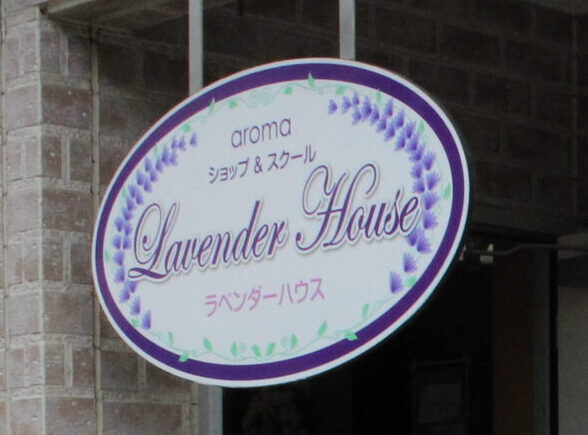 aroma
ショップ & スクール
Lavender House
ラベンダーハウス